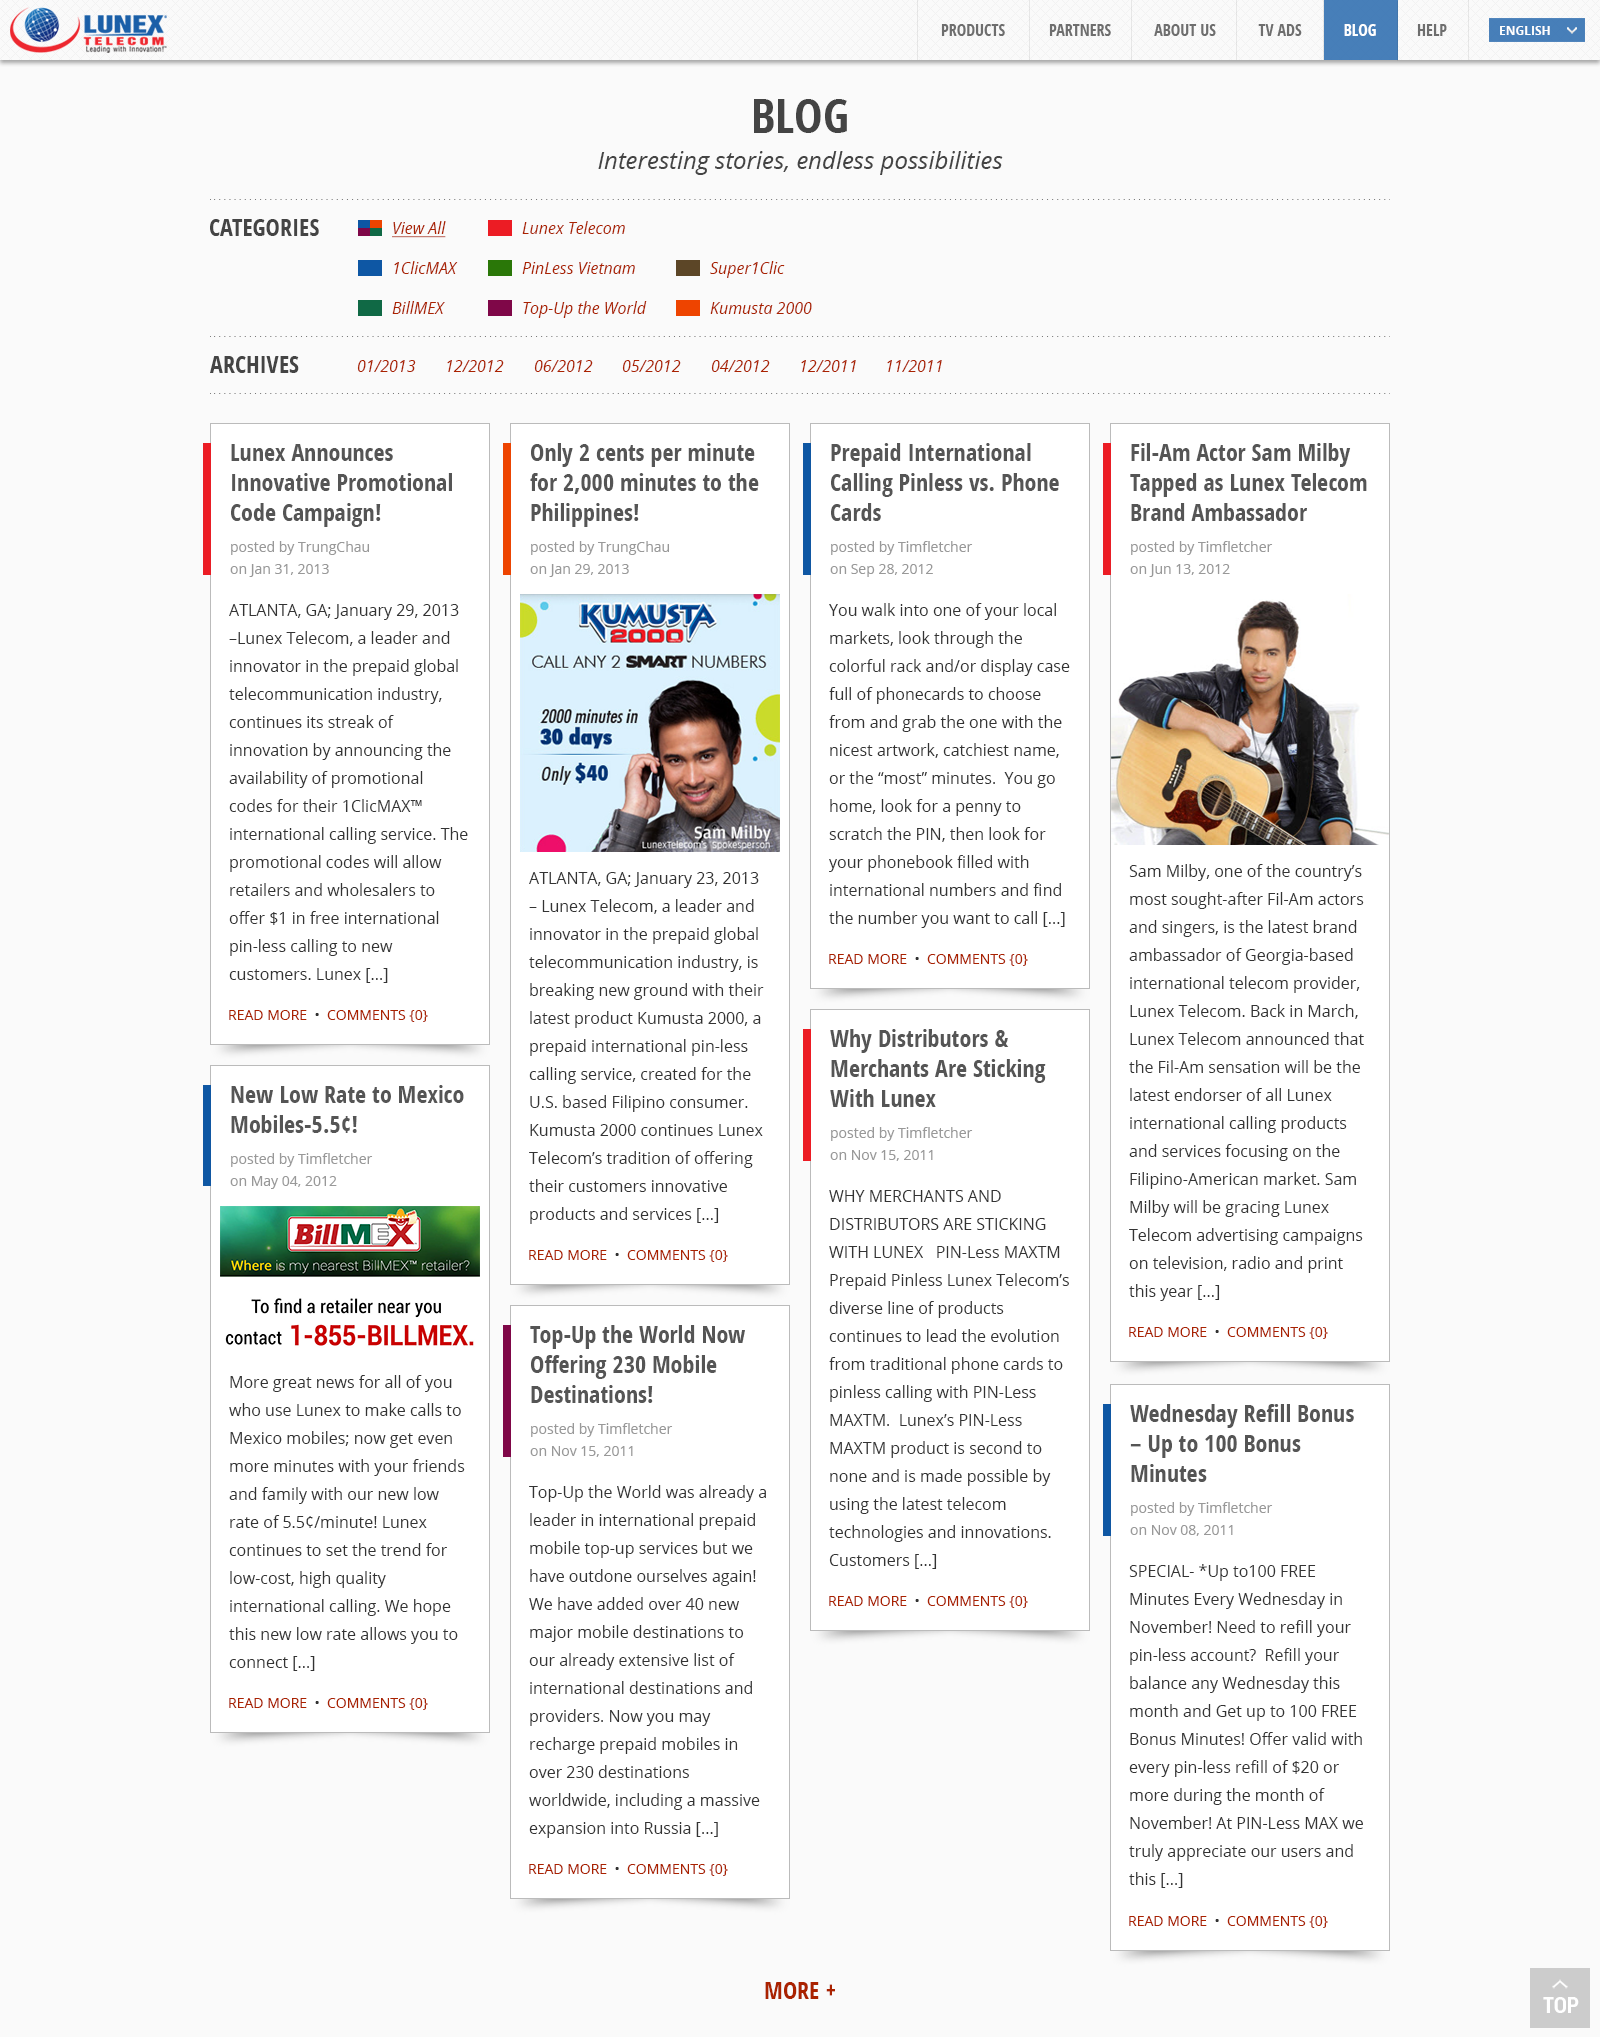 LUNEX
TELECOM
Leading with Innovation!
PRODUCTS
PARTNERS
ABOUT US
TV ADS
BLOG
HELP
ENGLISH
BLOG
Interesting stories, endless possibilities
CATEGORIES
View All
Lunex Telecom
1ClicMAX
PinLess Vietnam
Super1Clic
BillMEX
Top-Up the World
Kumusta 2000
ARCHIVES
01/2013
12/2012
06/2012
05/2012
04/2012
12/2011
11/2011
Lunex Announces
Innovative Promotional
Code Campaign!
posted by TrungChau
on Jan 31, 2013
ATLANTA, GA; January 29, 2013
–Lunex Telecom, a leader and
innovator in the prepaid global
telecommunication industry,
continues its streak of
innovation by announcing the
availability of promotional
codes for their 1ClicMAX™
international calling service. The
promotional codes will allow
retailers and wholesalers to
offer $1 in free international
pin-less calling to new
customers. Lunex [...]
READ MORE • COMMENTS {0}
New Low Rate to Mexico
Mobiles-5.5¢!
posted by Timfletcher
on May 04, 2012
BillMEX
Where is my nearest BillMEX™ retailer?
To find a retailer near you
contact 1-855-BILLMEX.
More great news for all of you
who use Lunex to make calls to
Mexico mobiles; now get even
more minutes with your friends
and family with our new low
rate of 5.5¢/minute! Lunex
continues to set the trend for
low-cost, high quality
international calling. We hope
this new low rate allows you to
connect [...]
READ MORE • COMMENTS {0}
Only 2 cents per minute
for 2,000 minutes to the
Philippines!
posted by TrungChau
on Jan 29, 2013
KUMUSTA
2000
CALL ANY 2 SMART NUMBERS
2000 minutes in
30 days
Only $40
Sam Milby
LunexTelecom's Spokesperson
ATLANTA, GA; January 23, 2013
– Lunex Telecom, a leader and
innovator in the prepaid global
telecommunication industry, is
breaking new ground with their
latest product Kumusta 2000, a
prepaid international pin-less
calling service, created for the
U.S. based Filipino consumer.
Kumusta 2000 continues Lunex
Telecom’s tradition of offering
their customers innovative
products and services [...]
READ MORE • COMMENTS {0}
Top-Up the World Now
Offering 230 Mobile
Destinations!
posted by Timfletcher
on Nov 15, 2011
Top-Up the World was already a
leader in international prepaid
mobile top-up services but we
have outdone ourselves again!
We have added over 40 new
major mobile destinations to
our already extensive list of
international destinations and
providers. Now you may
recharge prepaid mobiles in
over 230 destinations
worldwide, including a massive
expansion into Russia [...]
READ MORE • COMMENTS {0}
Prepaid International
Calling Pinless vs. Phone
Cards
posted by Timfletcher
on Sep 28, 2012
You walk into one of your local
markets, look through the
colorful rack and/or display case
full of phonecards to choose
from and grab the one with the
nicest artwork, catchiest name,
or the “most” minutes. You go
home, look for a penny to
scratch the PIN, then look for
your phonebook filled with
international numbers and find
the number you want to call [...]
READ MORE • COMMENTS {0}
Why Distributors &
Merchants Are Sticking
With Lunex
posted by Timfletcher
on Nov 15, 2011
WHY MERCHANTS AND
DISTRIBUTORS ARE STICKING
WITH LUNEX PIN-Less MAXTM
Prepaid Pinless Lunex Telecom’s
diverse line of products
continues to lead the evolution
from traditional phone cards to
pinless calling with PIN-Less
MAXTM. Lunex’s PIN-Less
MAXTM product is second to
none and is made possible by
using the latest telecom
technologies and innovations.
Customers [...]
READ MORE • COMMENTS {0}
Fil-Am Actor Sam Milby
Tapped as Lunex Telecom
Brand Ambassador
posted by Timfletcher
on Jun 13, 2012
Sam Milby, one of the country’s
most sought-after Fil-Am actors
and singers, is the latest brand
ambassador of Georgia-based
international telecom provider,
Lunex Telecom. Back in March,
Lunex Telecom announced that
the Fil-Am sensation will be the
latest endorser of all Lunex
international calling products
and services focusing on the
Filipino-American market. Sam
Milby will be gracing Lunex
Telecom advertising campaigns
on television, radio and print
this year [...]
READ MORE • COMMENTS {0}
Wednesday Refill Bonus
– Up to 100 Bonus
Minutes
posted by Timfletcher
on Nov 08, 2011
SPECIAL- *Up to100 FREE
Minutes Every Wednesday in
November! Need to refill your
pin-less account? Refill your
balance any Wednesday this
month and Get up to 100 FREE
Bonus Minutes! Offer valid with
every pin-less refill of $20 or
more during the month of
November! At PIN-Less MAX we
truly appreciate our users and
this [...]
READ MORE • COMMENTS {0}
MORE +
TOP